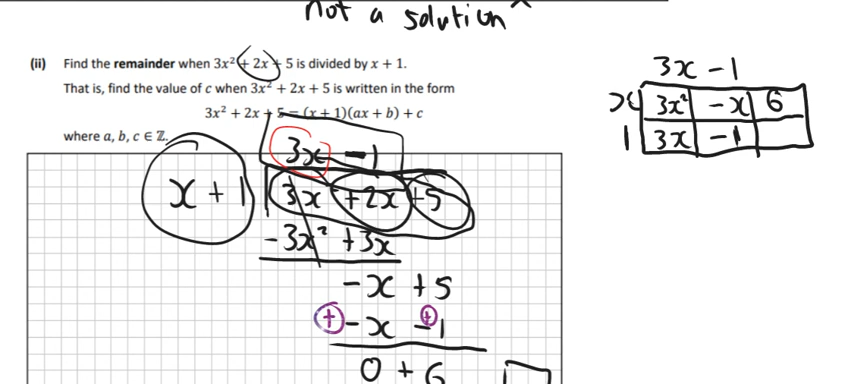 not a solution
(ii) Find the remainder when 3x² + 2x + 5 is divided by x + 1.
That is, find the value of c when 3x² + 2x + 5 is written in the form
3x² + 2x + 5 = (x + 1)(ax + b) + c
where a, b, c ∈ ℤ.
3x - 1
x + 1 3x +2x +5
- 3x² + 3x
- x + 5
+ - x + - 1
0 + 6
3x - 1
x 3x² - x 6
1 3x - 1